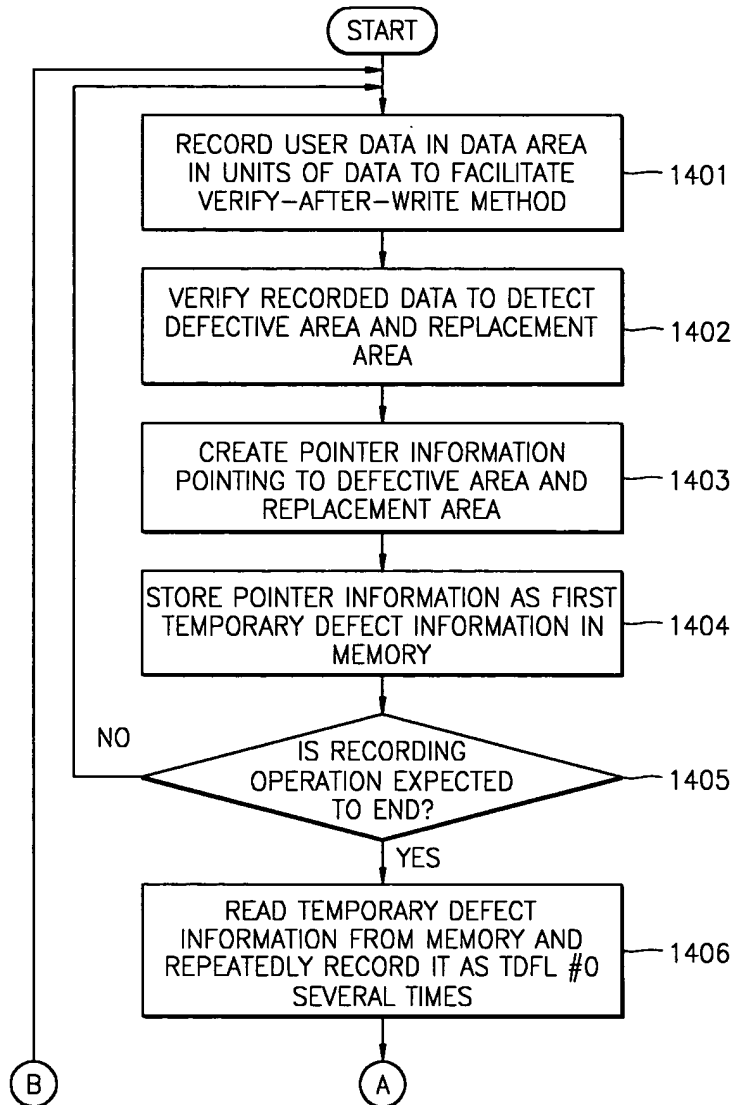 START
RECORD USER DATA IN DATA AREA
IN UNITS OF DATA TO FACILITATE
VERIFY-AFTER-WRITE METHOD
1401
VERIFY RECORDED DATA TO DETECT
DEFECTIVE AREA AND REPLACEMENT
AREA
1402
CREATE POINTER INFORMATION
POINTING TO DEFECTIVE AREA AND
REPLACEMENT AREA
1403
STORE POINTER INFORMATION AS FIRST
TEMPORARY DEFECT INFORMATION IN
MEMORY
1404
NO
IS RECORDING
OPERATION EXPECTED
TO END?
1405
YES
READ TEMPORARY DEFECT
INFORMATION FROM MEMORY AND
REPEATEDLY RECORD IT AS TDFL #0
SEVERAL TIMES
1406
B
A